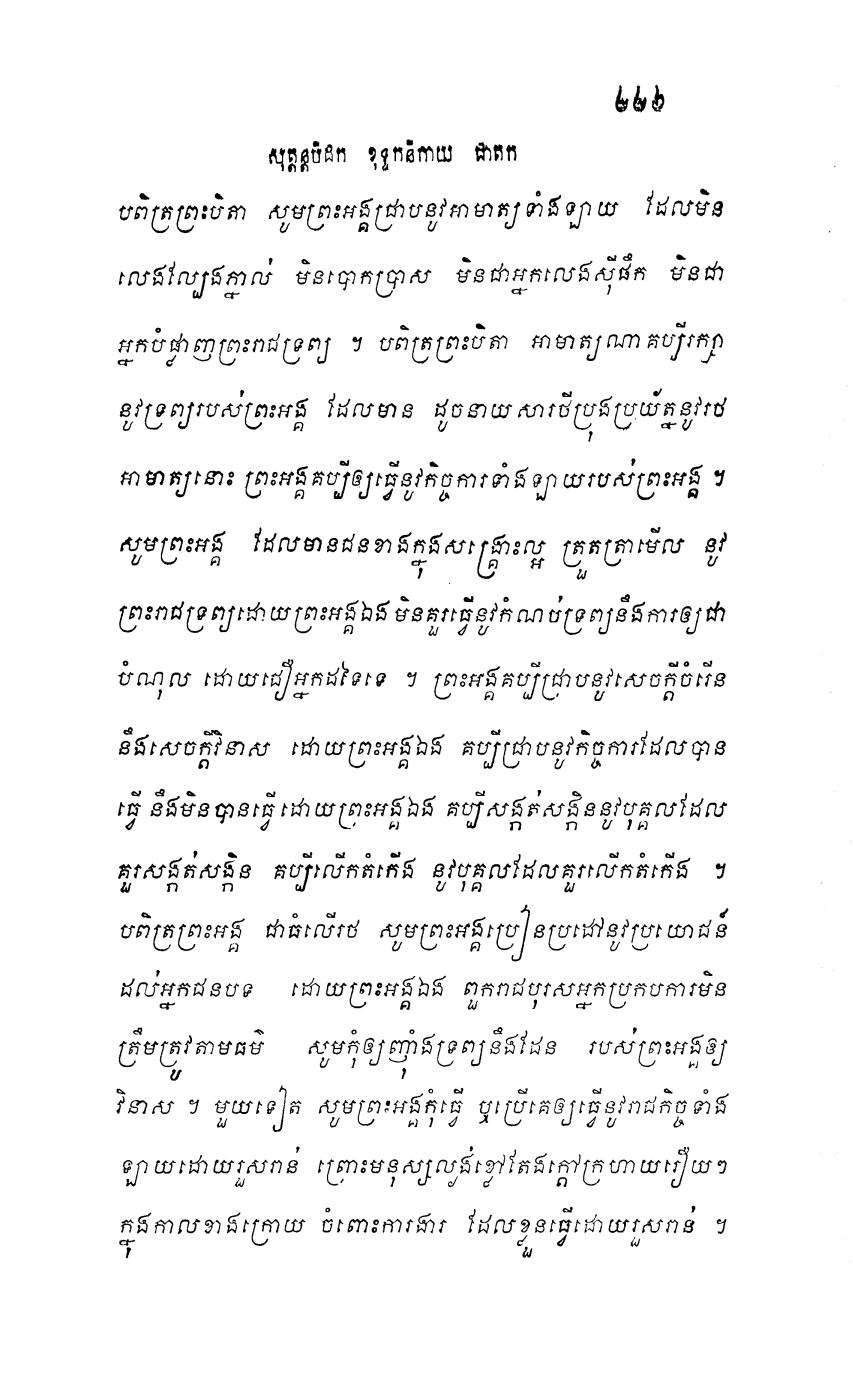 ៤៤៦
សុត្តន្តបិដក ខុទ្ទកនិកាយ ជាតក
បពិត្រព្រះបិតា សូមព្រះអង្គជ្រាបនូវអាមាត្យទាំងឡាយ ដែលមិន
លេងល្បែងភ្នាល់ មិនបោកប្រាស មិនជាអ្នកលេងស៊ីផឹក មិនជា
អ្នកបំផ្លាញព្រះរាជទ្រព្យ ។ បពិត្រព្រះបិតា អាមាត្យណាគប្បីរក្សា
នូវទ្រព្យរបស់ព្រះអង្គ ដែលមាន ដូចនាយសារថីប្រុងប្រយ័ត្ននូវរថ
អាមាត្យនោះ ព្រះអង្គគប្បីឲ្យធ្វើនូវកិច្ចការទាំងឡាយរបស់ព្រះអង្គ ។
សូមព្រះអង្គ ដែលមានជនខាងក្នុងសង្គ្រោះល្អ ត្រួតត្រាមើល នូវ
ព្រះរាជទ្រព្យដោយព្រះអង្គឯង មិនគួរធ្វើនូវកំណប់ទ្រព្យនឹងការឲ្យជា
បំណុល ដោយជឿអ្នកដទៃទេ ។ ព្រះអង្គគប្បីជ្រាបនូវសេចក្តីចំរើន
នឹងសេចក្តីវិនាស ដោយព្រះអង្គឯង គប្បីជ្រាបនូវកិច្ចការដែលបាន
ធ្វើ នឹងមិនបានធ្វើដោយព្រះអង្គឯង គប្បីសង្កត់សង្កិននូវបុគ្គលដែល
គួរសង្កត់សង្កិន គប្បីលើកតំកើង នូវបុគ្គលដែលគួរលើកតំកើង ។
បពិត្រព្រះអង្គ ជាធំលើរថ សូមព្រះអង្គប្រៀនប្រដៅនូវប្រយោជន៍
ដល់អ្នកជនបទ ដោយព្រះអង្គឯង ពួករាជបុរសអ្នកប្រកបការមិន
ត្រឹមត្រូវតាមធម៌ សូមកុំឲ្យញ៉ាំងទ្រព្យនឹងដែន របស់ព្រះអង្គឲ្យ
វិនាស ។ មួយទៀត សូមព្រះអង្គកុំធ្វើ ឬប្រើគេឲ្យធ្វើនូវរាជកិច្ចទាំង
ឡាយដោយរួសរាន់ ព្រោះមនុស្សល្ងង់ខ្លៅតែងក្តៅក្រហាយរឿយៗ
ក្នុងកាលខាងក្រោយ ចំពោះការងារ ដែលខ្លួនធ្វើដោយរួសរាន់ ។